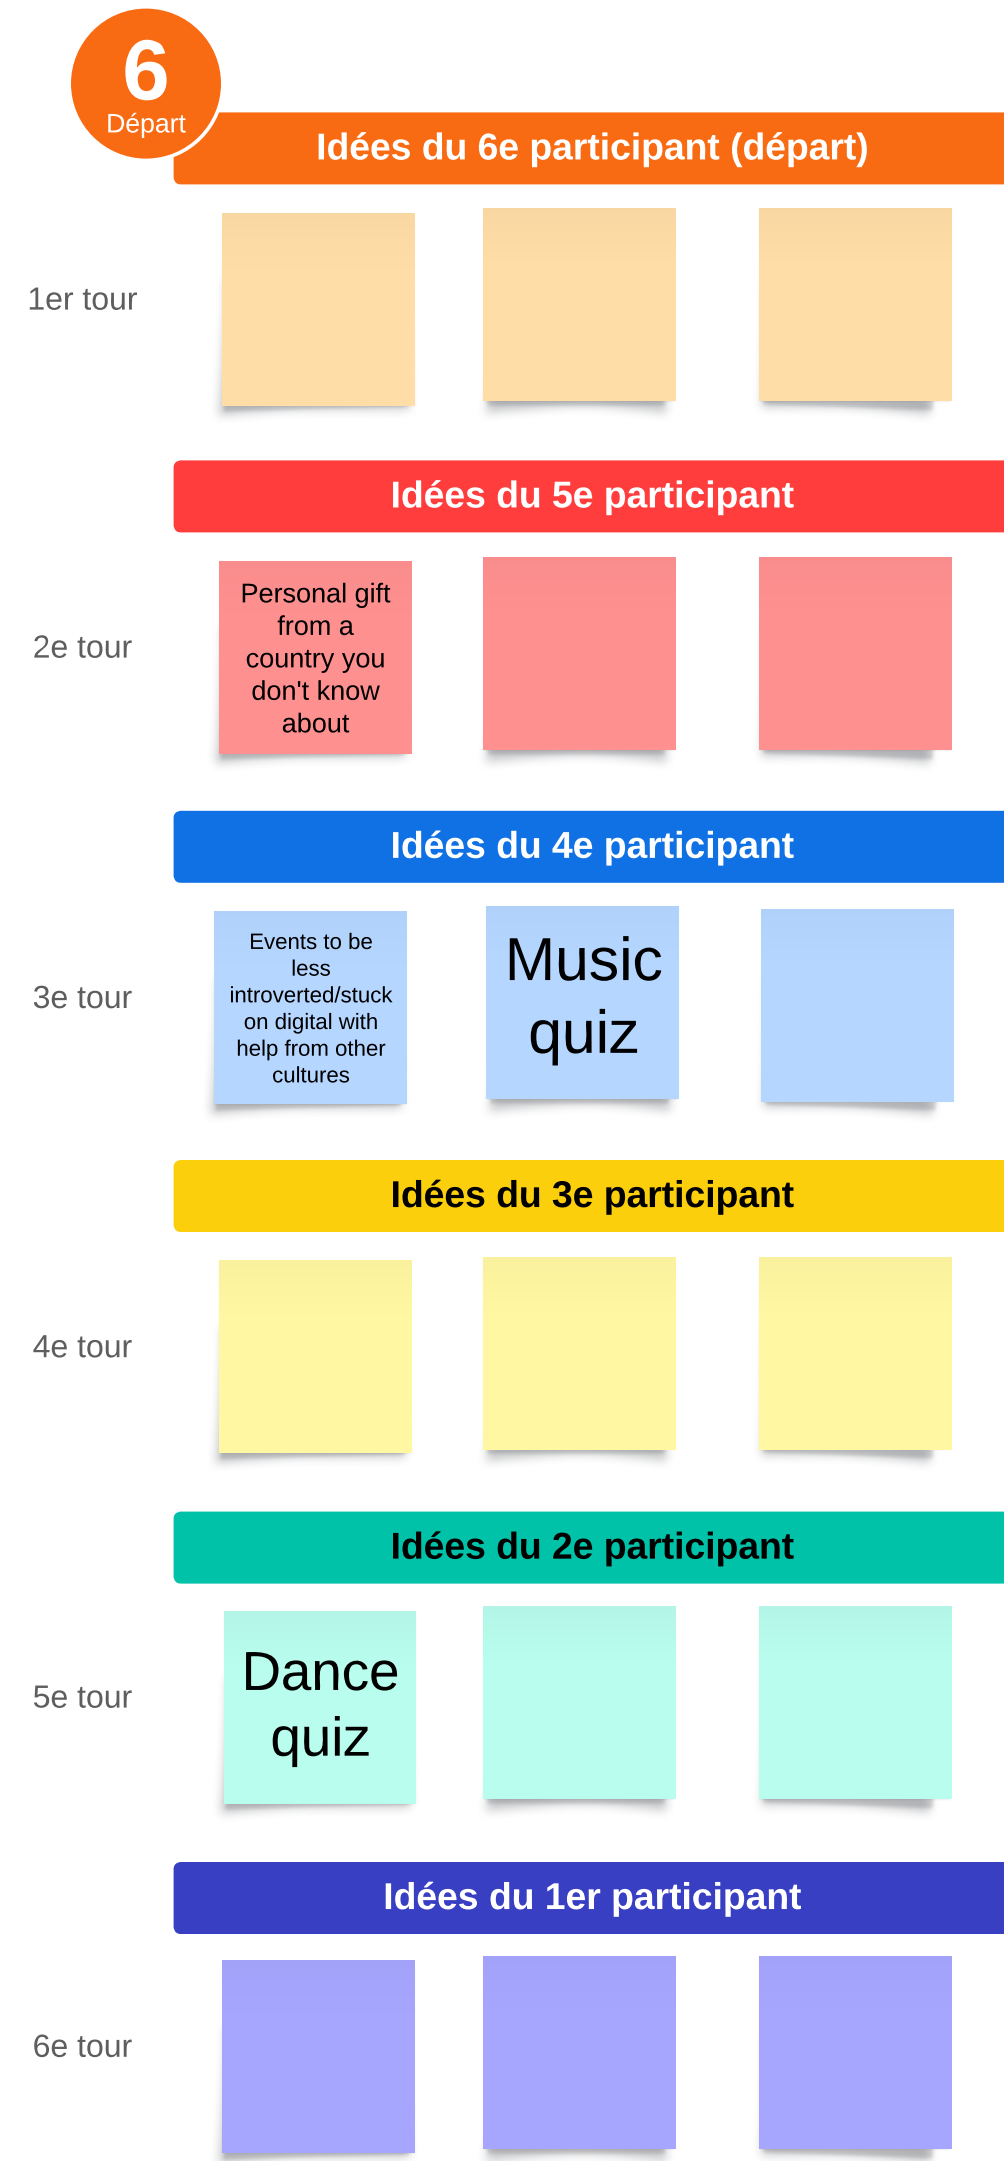 6
Départ
Idées du 6e participant (départ)
1er tour
Idées du 5e participant
2e tour
Personal gift
from a
country you
don't know
about
Idées du 4e participant
3e tour
Events to be
less
introverted/stuck
on digital with
help from other
cultures
Music
quiz
Idées du 3e participant
4e tour
Idées du 2e participant
5e tour
Dance
quiz
Idées du 1er participant
6e tour